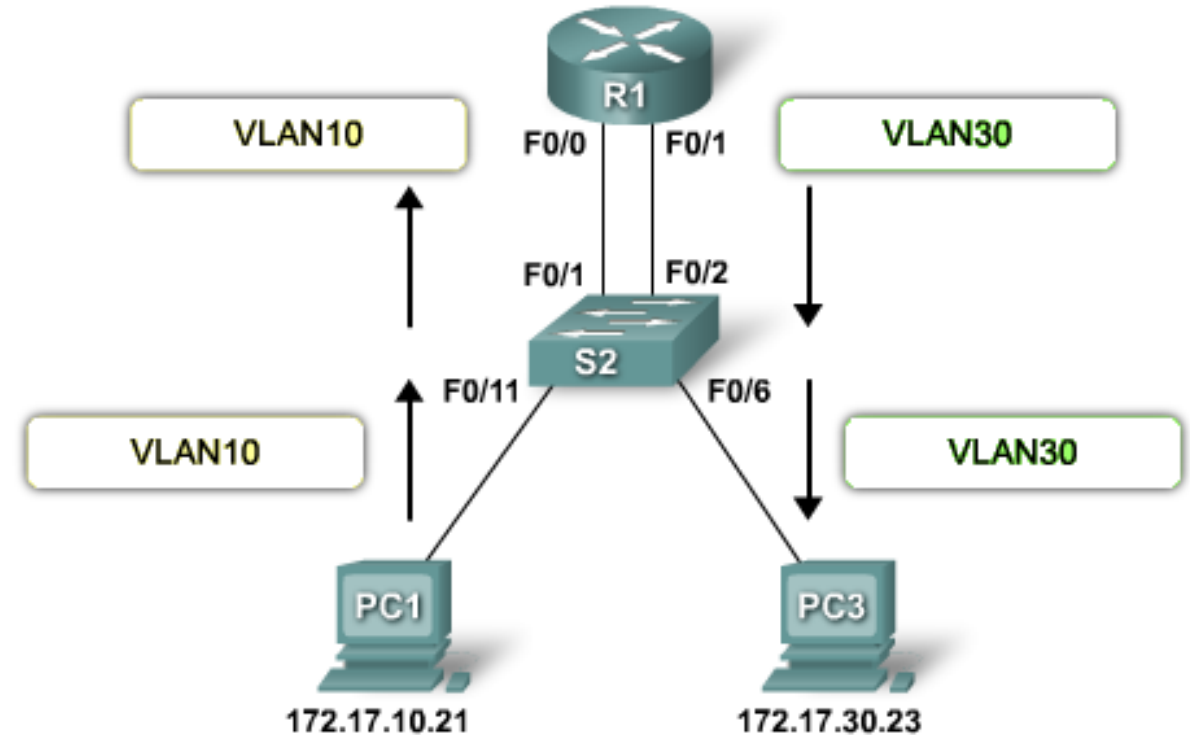 R1
VLAN10
VLAN30
F0/0
F0/1
F0/1
F0/2
S2
F0/11
F0/6
VLAN10
VLAN30
PC1
PC3
172.17.10.21
172.17.30.23